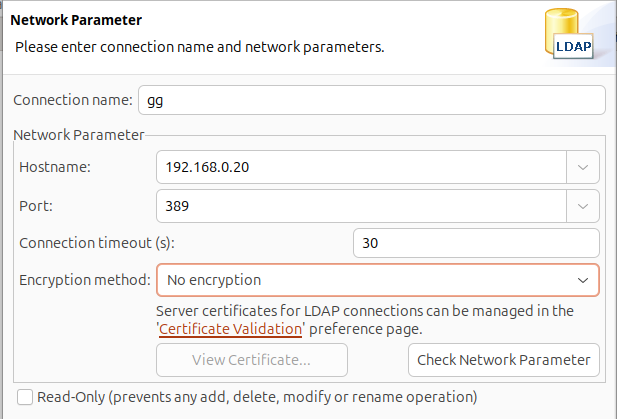 Network Parameter
Please enter connection name and network parameters.
LDAP
Connection name: gg
Network Parameter
Hostname: 192.168.0.20
Port: 389
Connection timeout (s): 30
Encryption method: No encryption
Server certificates for LDAP connections can be managed in the
'Certificate Validation' preference page.
View Certificate... Check Network Parameter
Read-Only (prevents any add, delete, modify or rename operation)